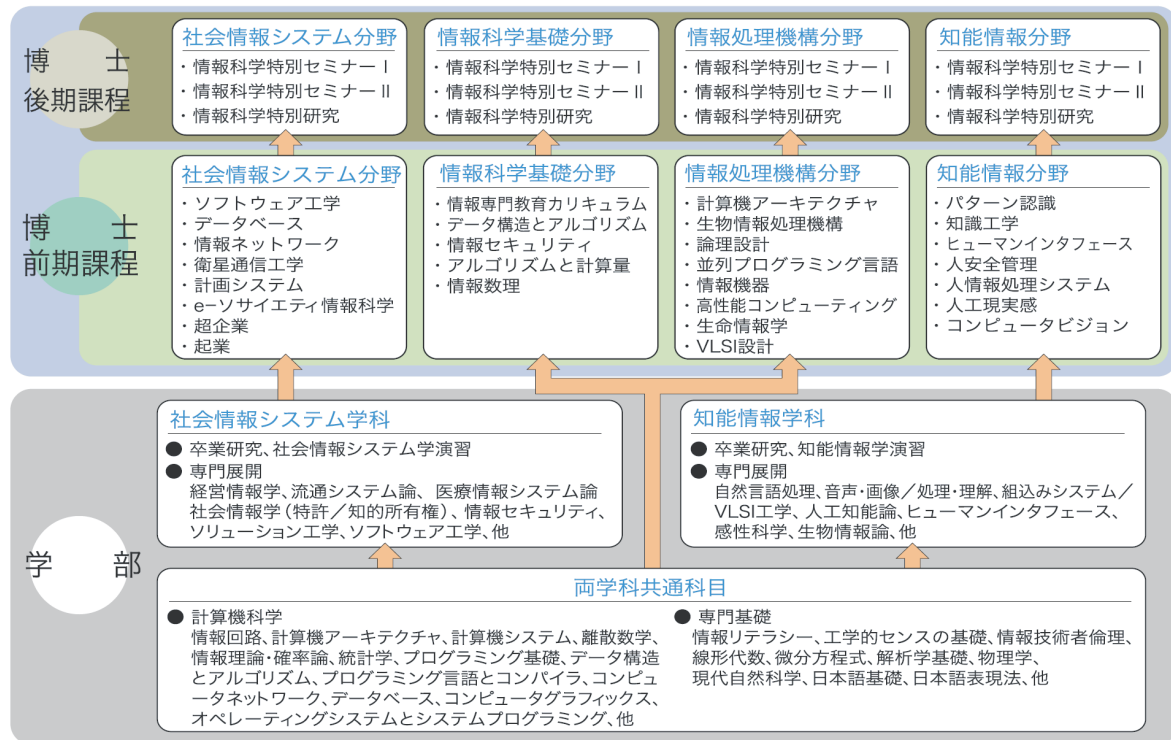 博士
後期課程
社会情報システム分野
・情報科学特別セミナーⅠ
・情報科学特別セミナーⅡ
・情報科学特別研究
情報科学基礎分野
・情報科学特別セミナーⅠ
・情報科学特別セミナーⅡ
・情報科学特別研究
情報処理機構分野
・情報科学特別セミナーⅠ
・情報科学特別セミナーⅡ
・情報科学特別研究
知能情報分野
・情報科学特別セミナーⅠ
・情報科学特別セミナーⅡ
・情報科学特別研究
博士
前期課程
社会情報システム分野
・ソフトウェア工学
・データベース
・情報ネットワーク
・衛星通信工学
・計画システム
・e−ソサイエティ情報科学
・超企業
・起業
情報科学基礎分野
・情報専門教育カリキュラム
・データ構造とアルゴリズム
・情報セキュリティ
・アルゴリズムと計算量
・情報数理
情報処理機構分野
・計算機アーキテクチャ
・生物情報処理機構
・論理設計
・並列プログラミング言語
・情報機器
・高性能コンピューティング
・生命情報学
・VLSI設計
知能情報分野
・パターン認識
・知識工学
・ヒューマンインタフェース
・人安全管理
・人情報処理システム
・人工現実感
・コンピュータビジョン
学部
社会情報システム学科
● 卒業研究、社会情報システム学演習
● 専門展開
経営情報学、流通システム論、医療情報システム論
社会情報学（特許／知的所有権）、情報セキュリティ、
ソリューション工学、ソフトウェア工学、他
知能情報学科
● 卒業研究、知能情報学演習
● 専門展開
自然言語処理、音声・画像／処理・理解、組込みシステム／
VLSI工学、人工知能論、ヒューマンインタフェース、
感性科学、生物情報論、他
両学科共通科目
● 計算機科学
情報回路、計算機アーキテクチャ、計算機システム、離散数学、
情報理論・確率論、統計学、プログラミング基礎、データ構造
とアルゴリズム、プログラミング言語とコンパイラ、コンピュ
ータネットワーク、データベース、コンピュータグラフィックス、
オペレーティングシステムとシステムプログラミング、他
● 専門基礎
情報リテラシー、工学的センスの基礎、情報技術者倫理、
線形代数、微分方程式、解析学基礎、物理学、
現代自然科学、日本語基礎、日本語表現法、他